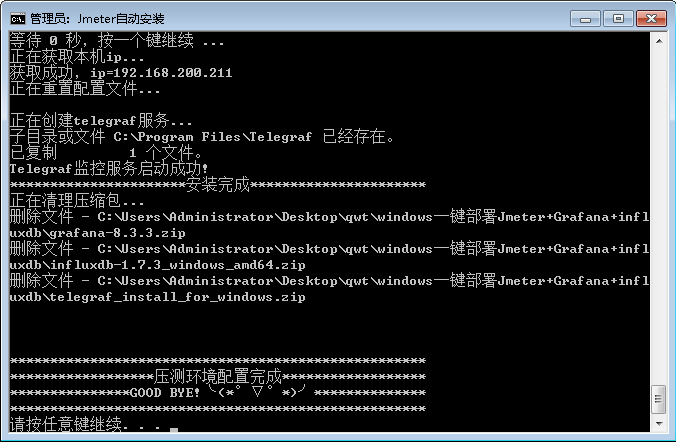 管理员: Jmeter自动安装
等待 0 秒，按一个键继续 ...
正在获取本机ip...
获取成功，ip=192.168.200.211
正在重置配置文件...
正在创建telegraf服务...
子目录或文件 C:\Program Files\Telegraf 已经存在。
已复制         1 个文件。
Telegraf监控服务启动成功!
**********************安装完成**********************
正在清理压缩包...
删除文件 - C:\Users\Administrator\Desktop\qwt\windows一键部署Jmeter+Grafana+infl
uxdb\grafana-8.3.3.zip
删除文件 - C:\Users\Administrator\Desktop\qwt\windows一键部署Jmeter+Grafana+infl
uxdb\influxdb-1.7.3_windows_amd64.zip
删除文件 - C:\Users\Administrator\Desktop\qwt\windows一键部署Jmeter+Grafana+infl
uxdb\telegraf_install_for_windows.zip
****************************************************
******************压测环境配置完成******************
***************GOOD BYE!╰(*°▽°*)╯**************
****************************************************
请按任意键继续. . .